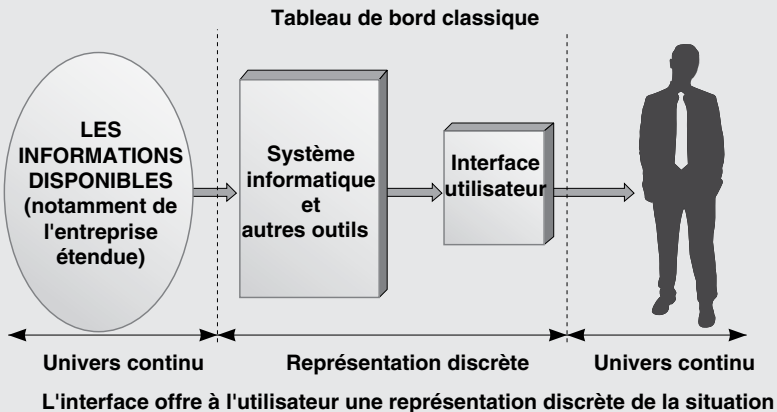 Tableau de bord classique
LES
INFORMATIONS
DISPONIBLES
(notamment de
l'entreprise
étendue)
Système
informatique
et
autres outils
Interface
utilisateur
Univers continu
Représentation discrète
Univers continu
L'interface offre à l'utilisateur une représentation discrète de la situation